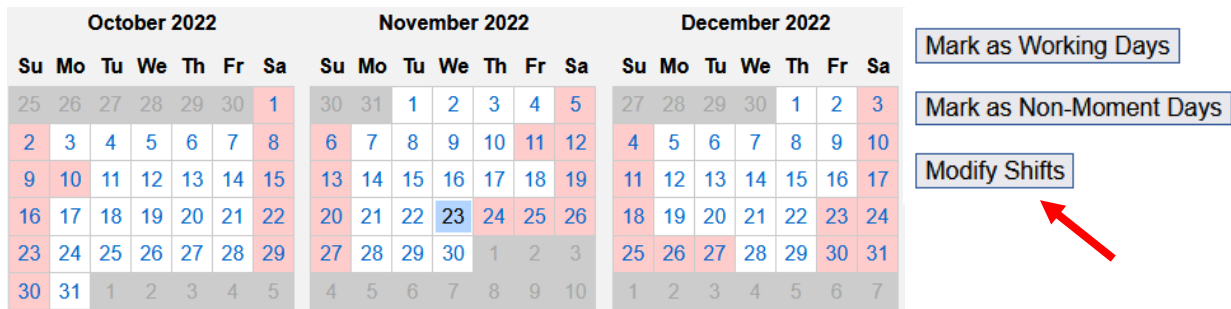 October 2022
Su Mo Tu We Th Fr Sa
25 26 27 28 29 30 1
2 3 4 5 6 7 8
9 10 11 12 13 14 15
16 17 18 19 20 21 22
23 24 25 26 27 28 29
30 31 1 2 3 4 5
November 2022
Su Mo Tu We Th Fr Sa
30 31 1 2 3 4 5
6 7 8 9 10 11 12
13 14 15 16 17 18 19
20 21 22 23 24 25 26
27 28 29 30 1 2 3
4 5 6 7 8 9 10
December 2022
Su Mo Tu We Th Fr Sa
27 28 29 30 1 2 3
4 5 6 7 8 9 10
11 12 13 14 15 16 17
18 19 20 21 22 23 24
25 26 27 28 29 30 31
1 2 3 4 5 6 7
Mark as Working Days
Mark as Non-Moment Days
Modify Shifts